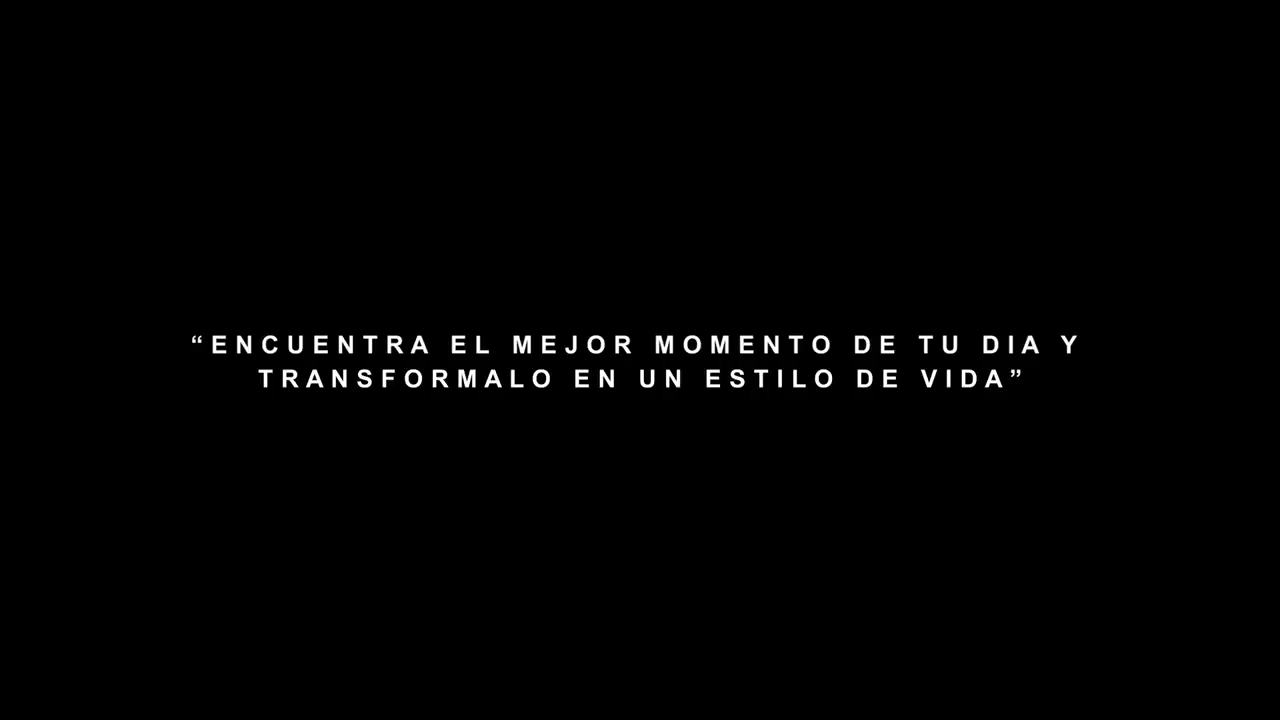 “ENCUENTRA EL MEJOR MOMENTO DE TU DIA Y
TRANSFORMALO EN UN ESTILO DE VIDA”